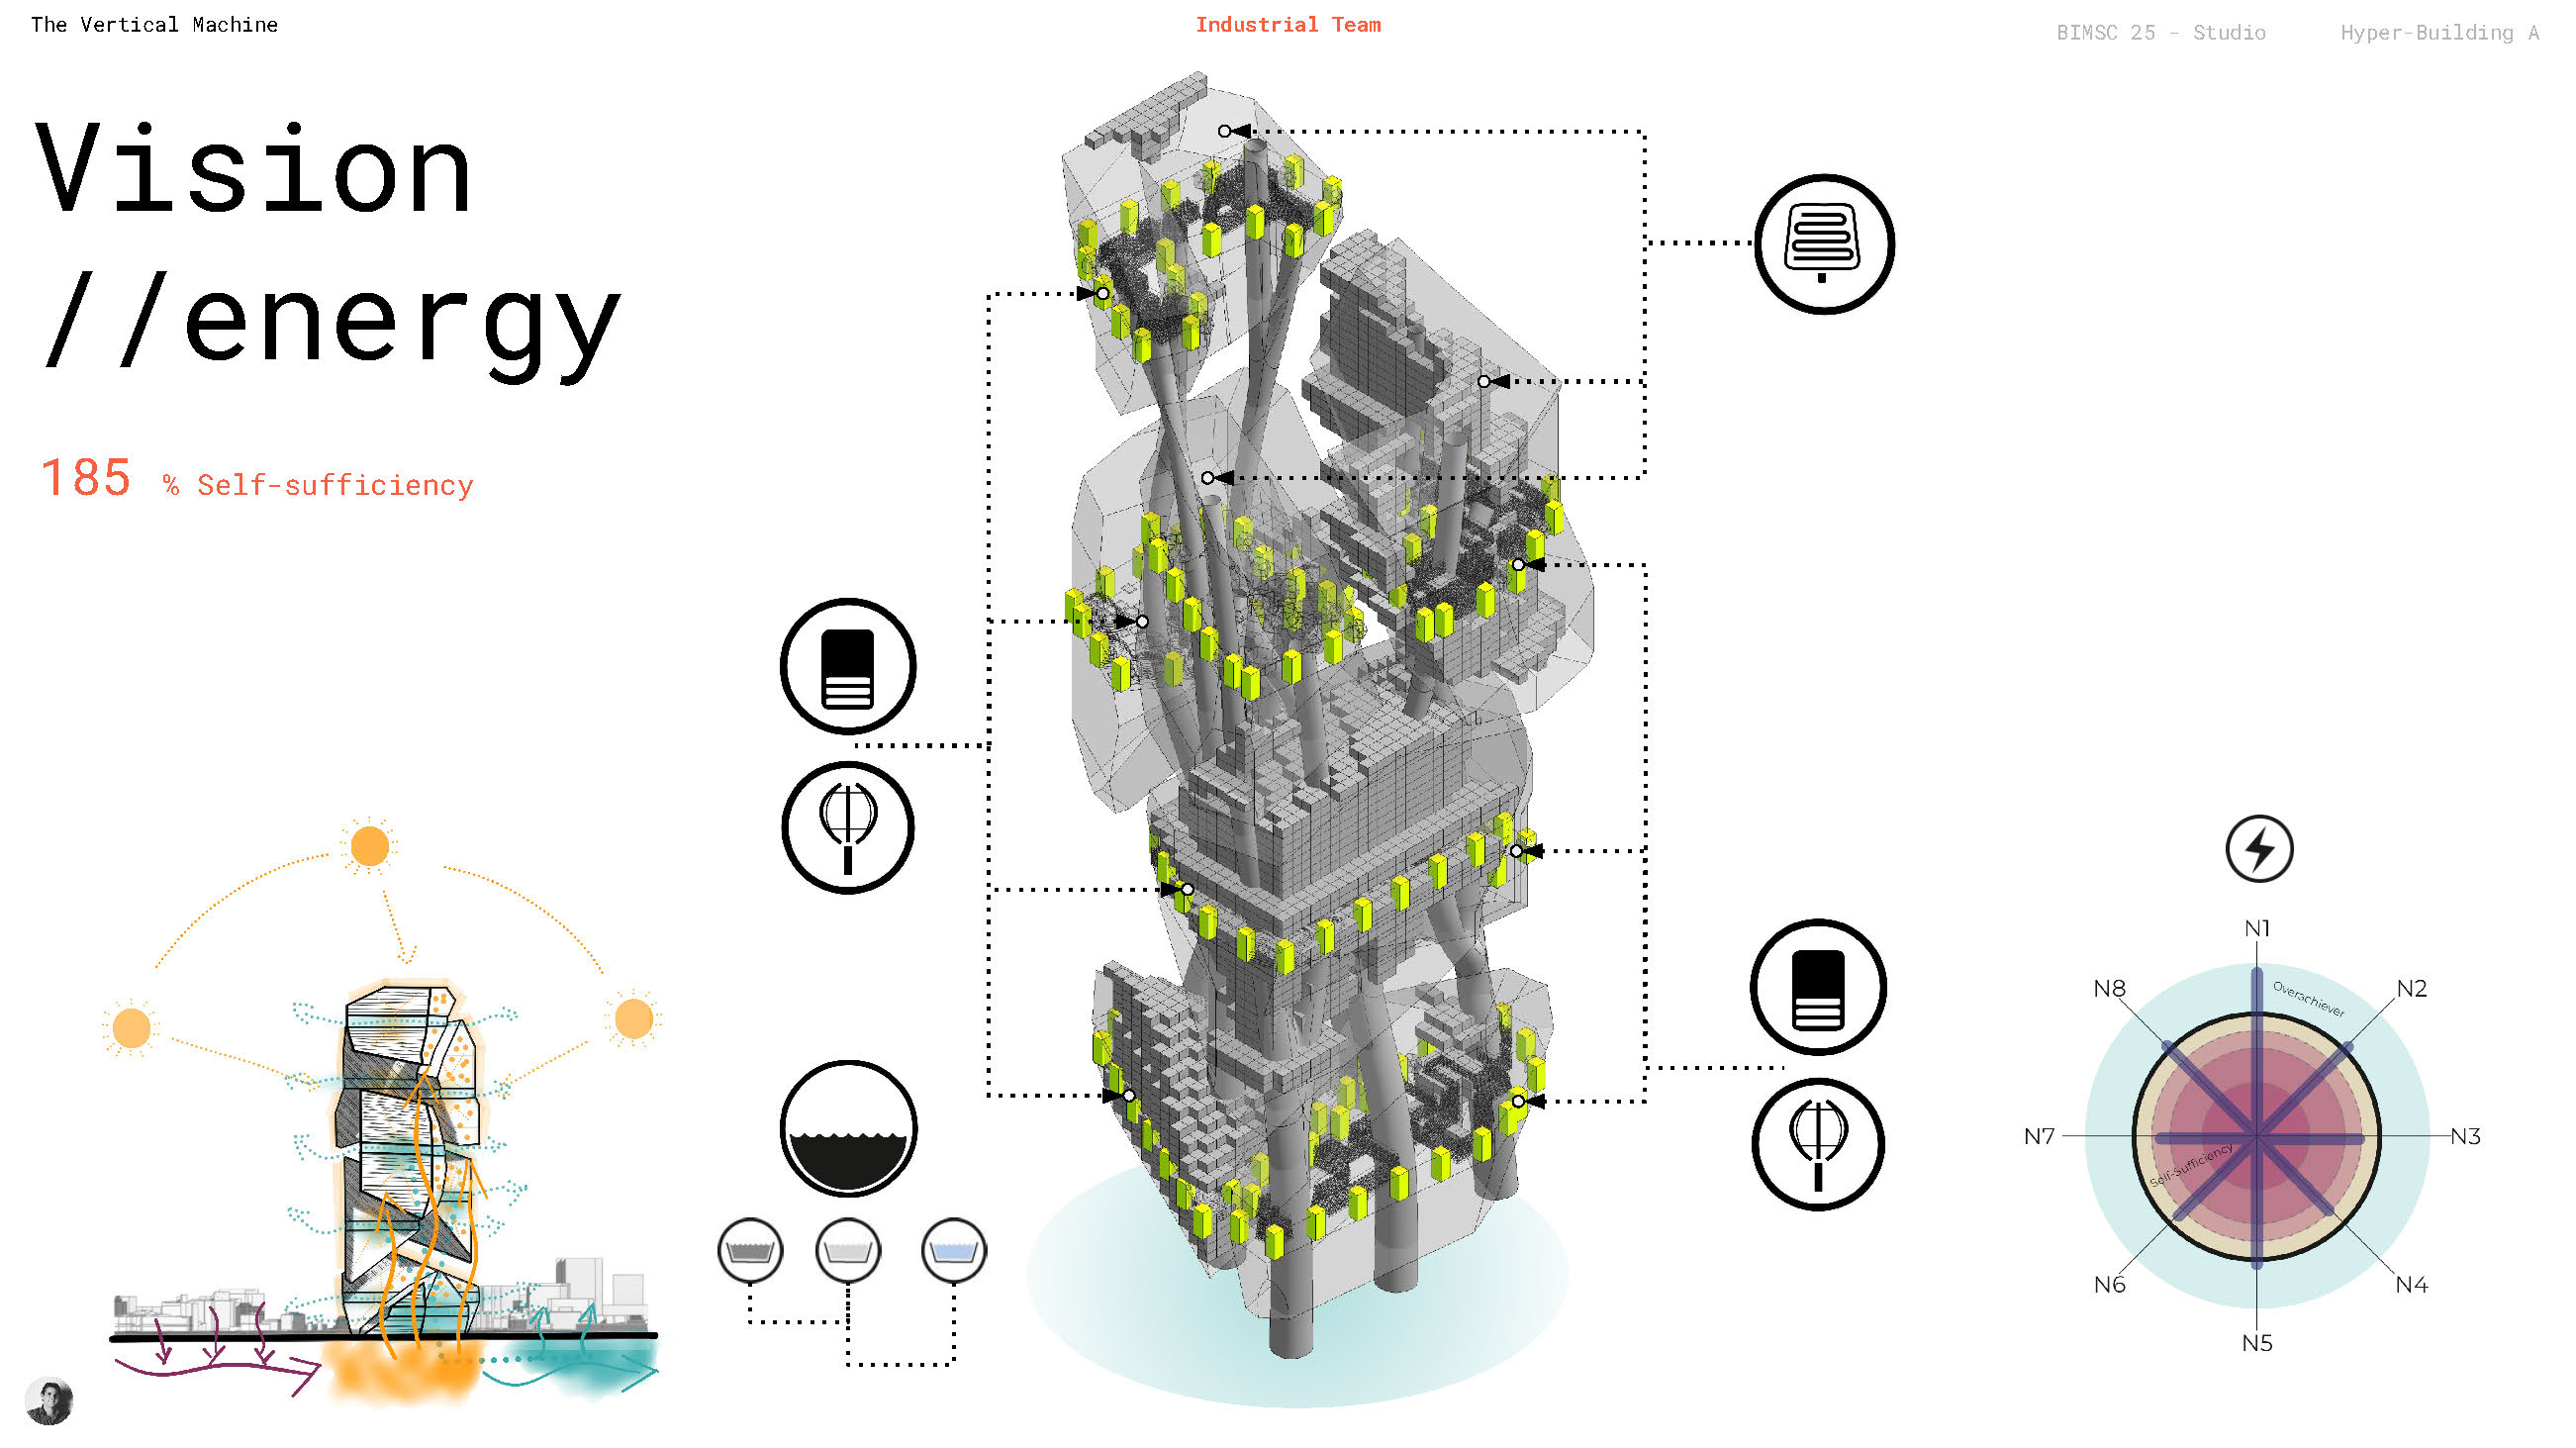 The Vertical Machine
Industrial Team
BIMSC 25 - Studio
Hyper-Building A
Vision
//energy
185 % Self-sufficiency
N1
N2
N3
N4
N5
N6
N7
N8
Overachiever
Self-Sufficiency